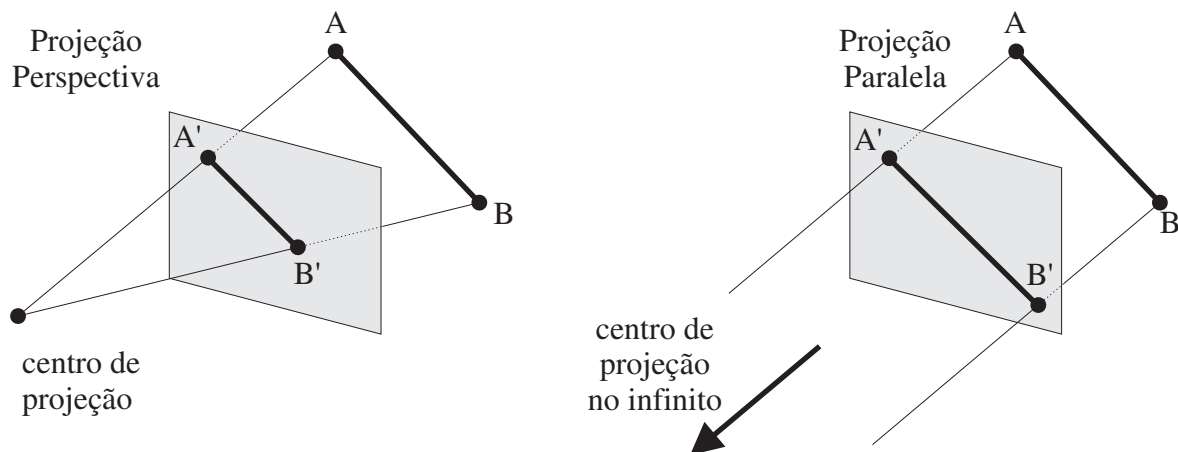 Projeção
Perspectiva
A
A'
B
B'
centro de
projeção
Projeção
Paralela
A
A'
B
B'
centro de
projeção
no infinito